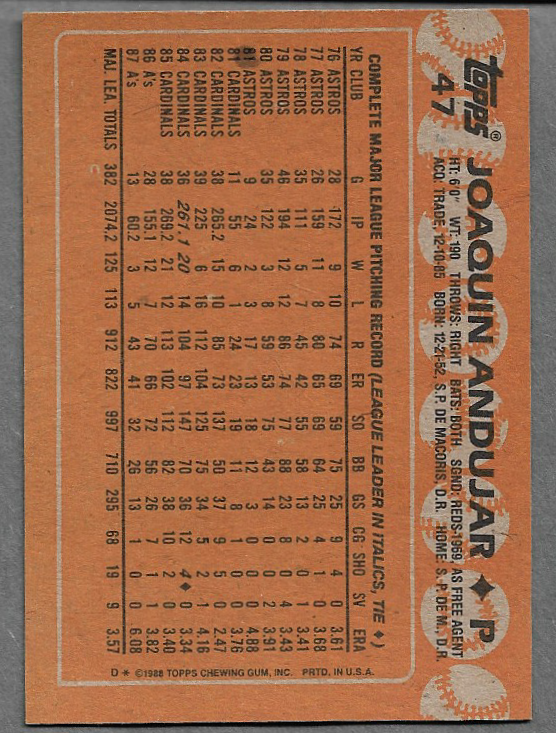 topps®
47
JOAQUIN ANDUJAR ♦ P
HT: 6'0" WT: 190 THROWS: RIGHT BATS: BOTH SGND: REDS-1969, AS FREE AGENT
ACQ: TRADE, 12-10-85 BORN: 12-21-52, S.P. DE MACORIS, D.R. HOME: S.P. DE M., D.R.
COMPLETE MAJOR LEAGUE PITCHING RECORD (LEAGUE LEADER IN ITALICS, TIE ♦)
YR CLUB G IP W L R ER SO BB GS CG SHO SV ERA
76 ASTROS 28 172 9 10 74 69 59 75 25 9 4 0 3.61
77 ASTROS 26 159 11 8 80 65 69 64 25 4 1 0 3.68
78 ASTROS 35 111 5 7 45 42 55 58 13 2 0 1 3.41
79 ASTROS 46 194 12 12 86 74 77 88 23 8 0 4 3.43
80 ASTROS 35 122 3 8 59 53 75 43 14 0 0 2 3.91
81 ASTROS 9 24 2 3 17 13 18 12 3 0 0 0 4.88
81 CARDINALS 11 55 6 1 24 23 19 11 8 1 0 0 3.76
82 CARDINALS 38 265.2 15 10 85 73 137 50 37 9 5 0 2.47
83 CARDINALS 39 225 6 16 112 104 125 75 34 5 2 1 4.16
84 CARDINALS 36 267.1 20 14 104 97 147 70 36 12 4♦ 0 3.34
85 CARDINALS 38 269.2 21 12 113 102 112 82 38 10 2 0 3.40
86 A's 28 155.1 12 7 70 66 72 56 26 7 1 1 3.82
87 A's 13 60.2 3 5 43 41 32 26 13 1 0 0 6.08
MAJ. LEA. TOTALS 382 2074.2 125 113 912 822 997 710 295 68 19 9 3.57
D* ©1988 TOPPS CHEWING GUM, INC. PRTD. IN U.S.A.